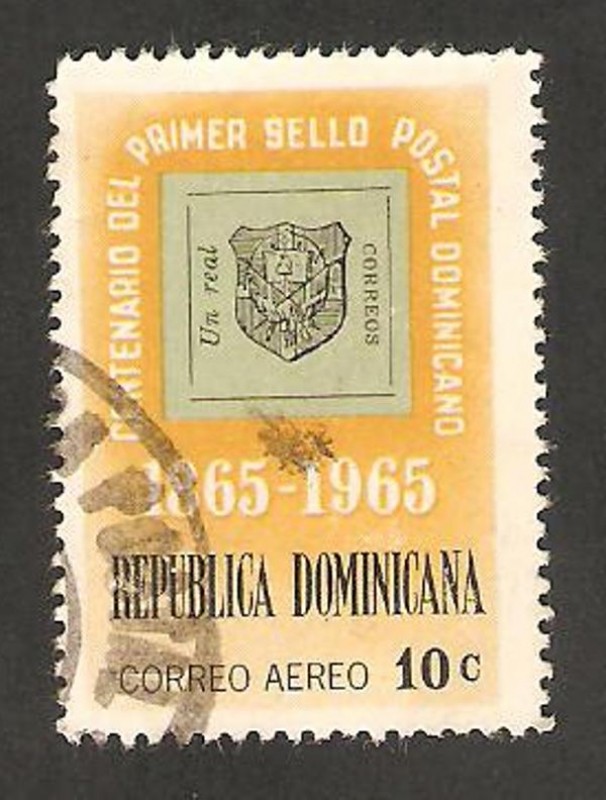 CENTENARIO DEL PRIMER SELLO POSTAL DOMINICANO
Un real
CORREOS
1865-1965
REPUBLICA DOMINICANA
CORREO AEREO 10c